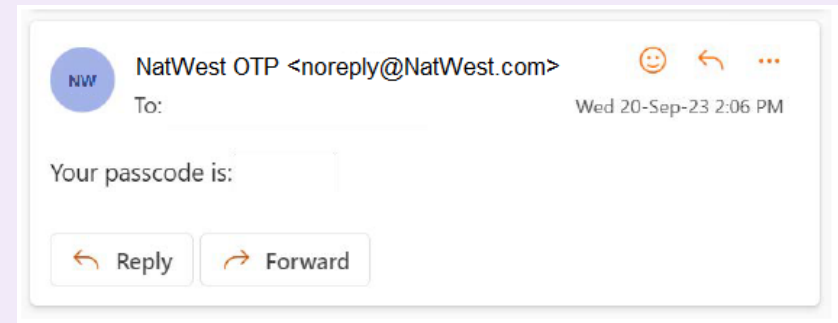 NW
NatWest OTP <noreply@NatWest.com>
To:
Wed 20-Sep-23 2:06 PM
Your passcode is:
Reply
Forward